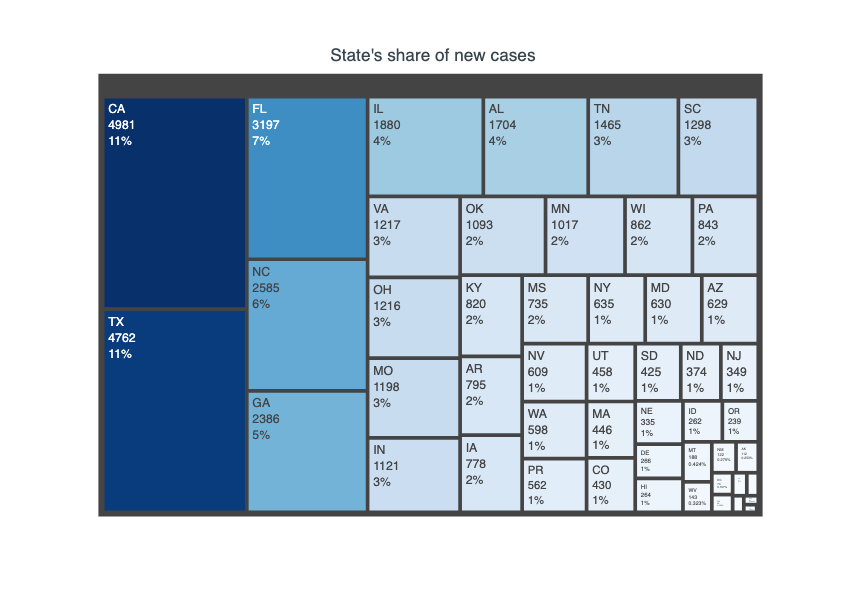 State's share of new cases
CA
4981
11%
TX
4762
11%
FL
3197
7%
NC
2585
6%
GA
2386
5%
IL
1880
4%
AL
1704
4%
TN
1465
3%
SC
1298
3%
VA
1217
3%
OH
1216
3%
MO
1198
3%
IN
1121
3%
OK
1093
2%
MN
1017
2%
WI
862
2%
PA
843
2%
KY
820
2%
AR
795
2%
IA
778
2%
MS
735
2%
NY
635
1%
MD
630
1%
AZ
629
1%
NV
609
1%
WA
598
1%
PR
562
1%
UT
458
1%
MA
446
1%
CO
430
1%
SD
425
1%
ND
374
1%
NJ
349
1%
NE
335
1%
DE
266
1%
HI
264
1%
ID
262
1%
OR
239
1%
MT
188
0.424%
WV
143
0.323%